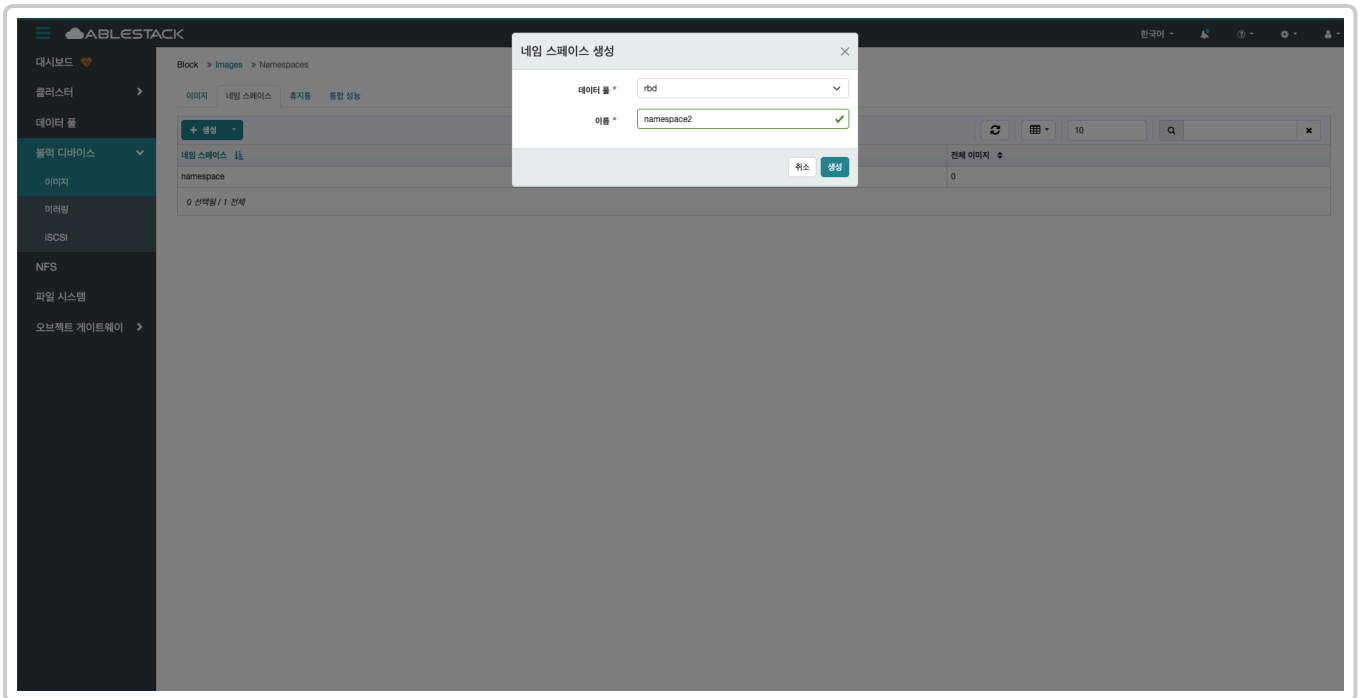 ABLESTACK
한국어
대시보드
클러스터
데이터 풀
블럭 디바이스
이미지
미러링
iSCSI
NFS
파일 시스템
오브젝트 게이트웨이
Block » Images » Namespaces
이미지 네임 스페이스 휴지통 통합 성능
+ 생성
10
네임 스페이스 전체 이미지
namespace 0
0 선택됨 / 1 전체
네임 스페이스 생성
데이터 풀 * rbd
이름 * namespace2
취소 생성